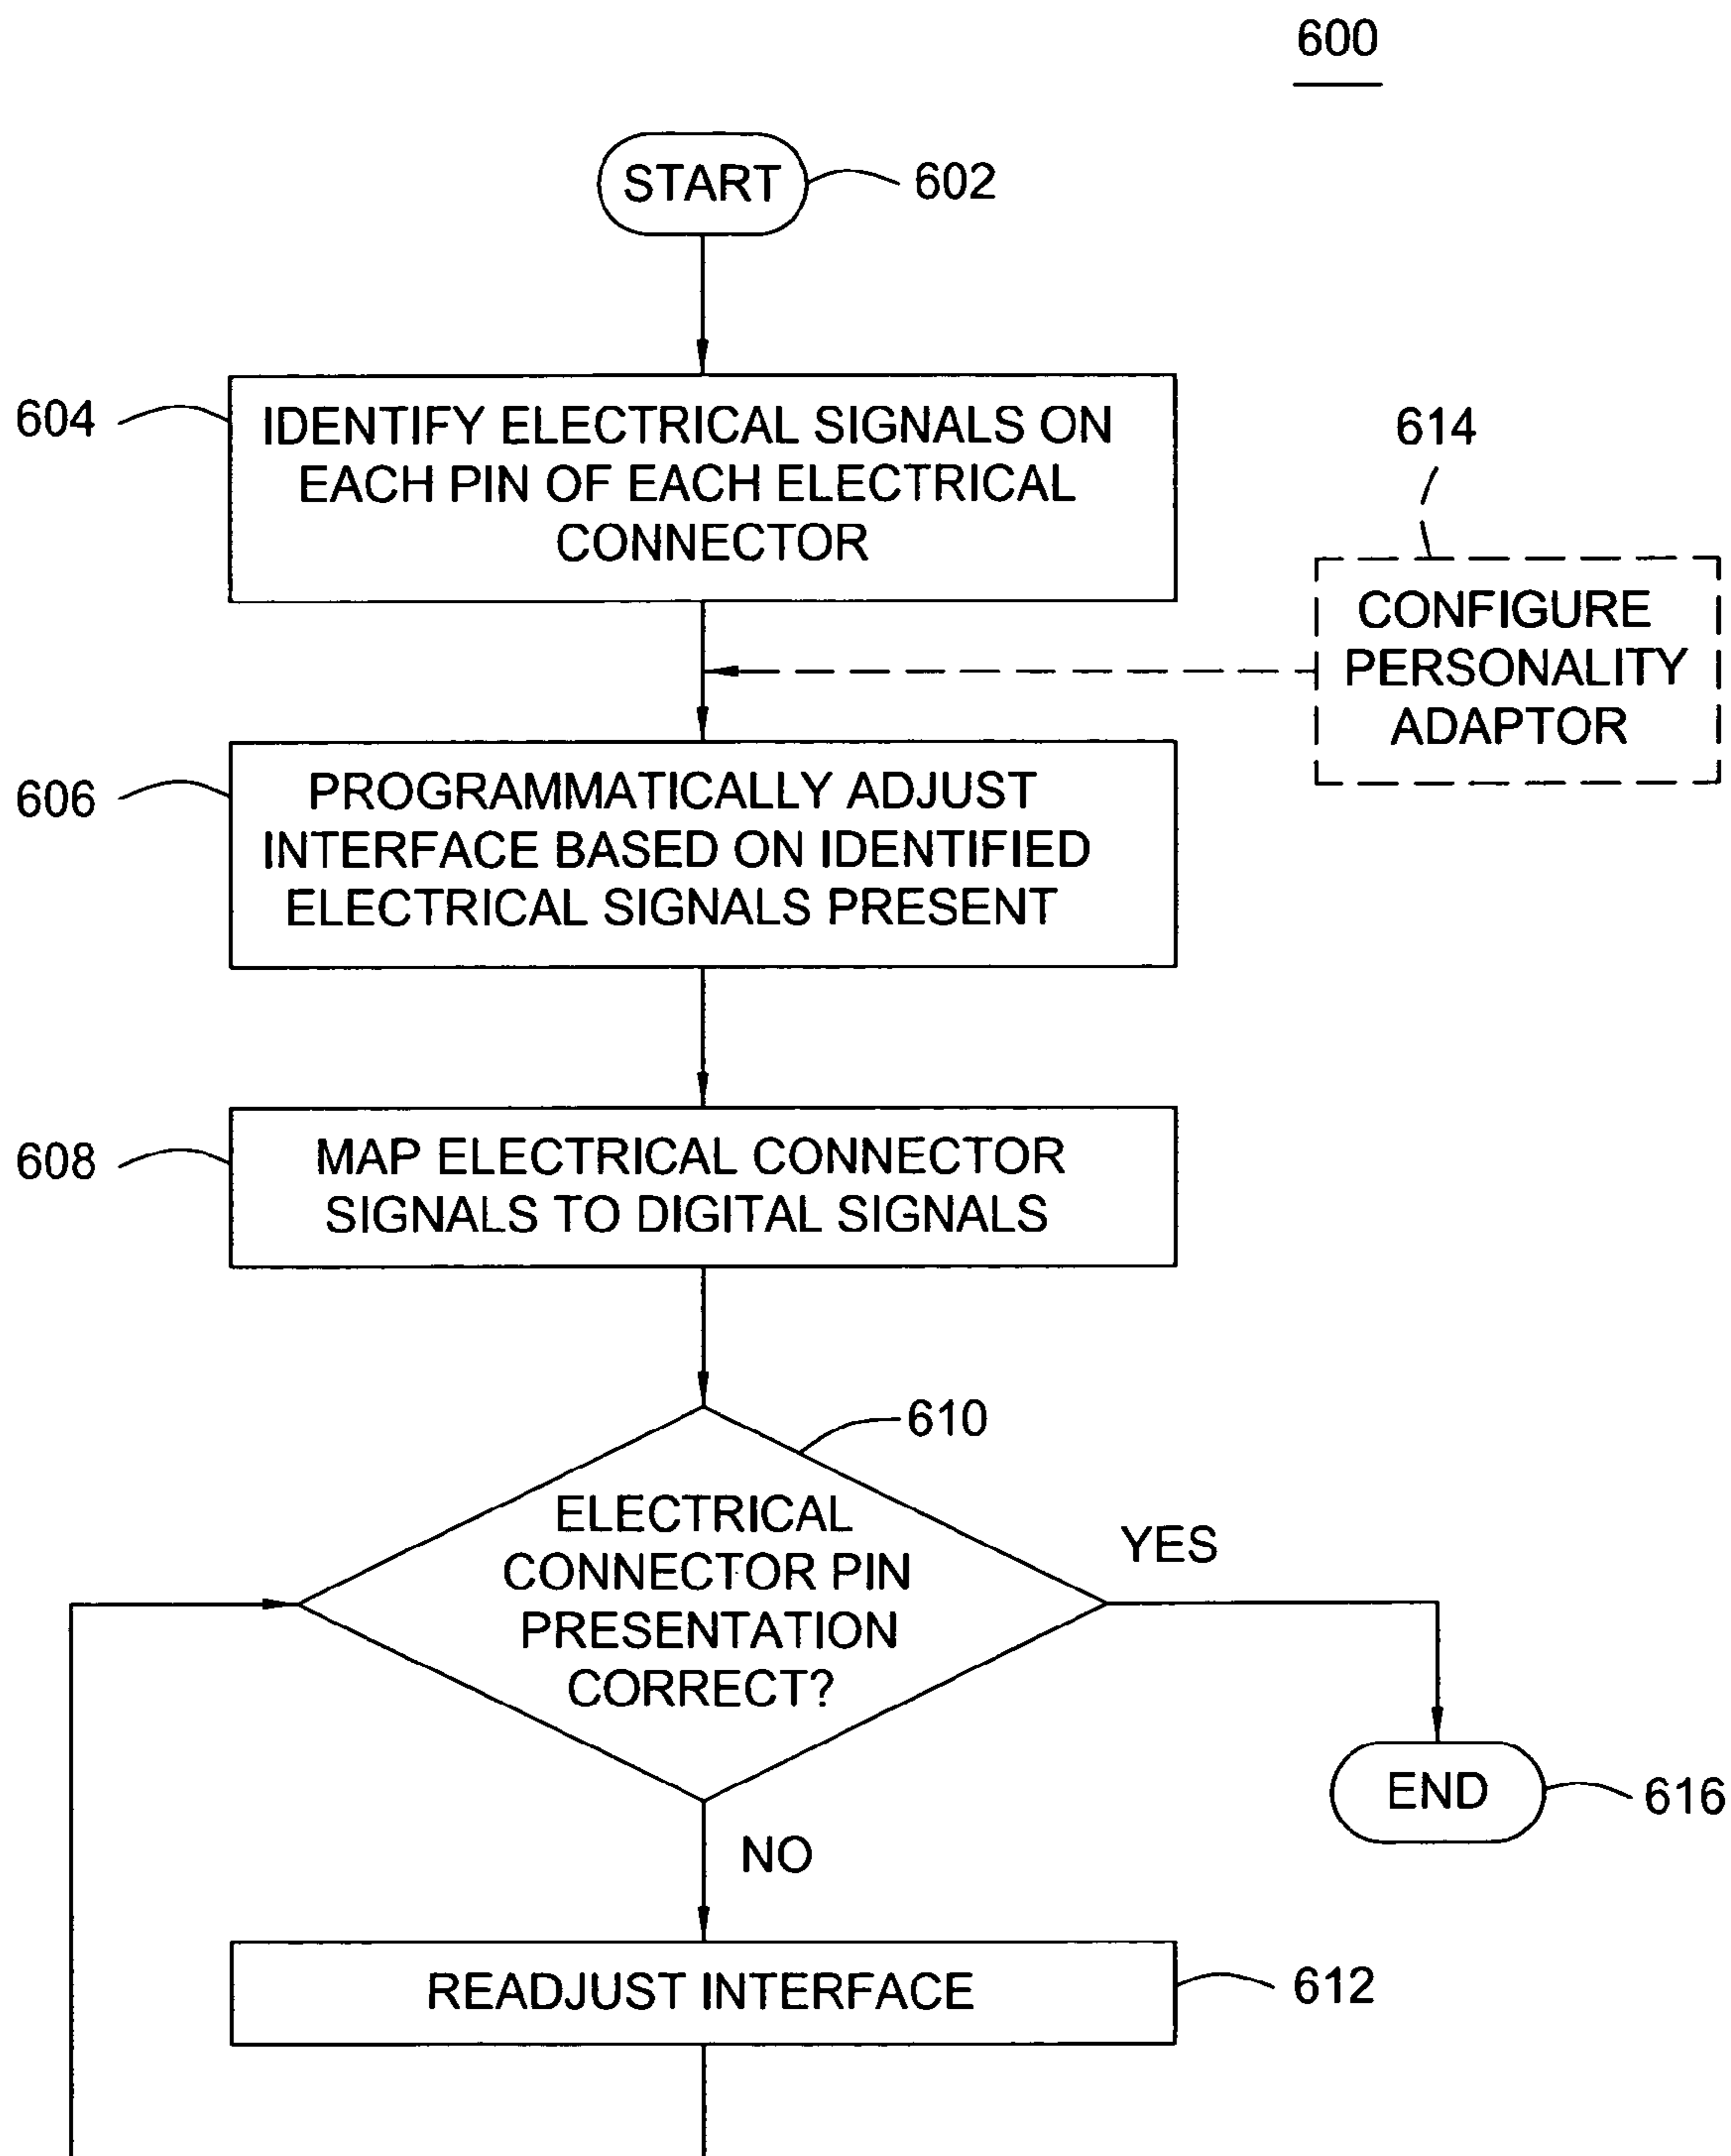 600
START
602
604
IDENTIFY ELECTRICAL SIGNALS ON
EACH PIN OF EACH ELECTRICAL
CONNECTOR
614
CONFIGURE
PERSONALITY
ADAPTOR
606
PROGRAMMATICALLY ADJUST
INTERFACE BASED ON IDENTIFIED
ELECTRICAL SIGNALS PRESENT
608
MAP ELECTRICAL CONNECTOR
SIGNALS TO DIGITAL SIGNALS
610
ELECTRICAL
CONNECTOR PIN
PRESENTATION
CORRECT?
YES
END
616
NO
READJUST INTERFACE
612